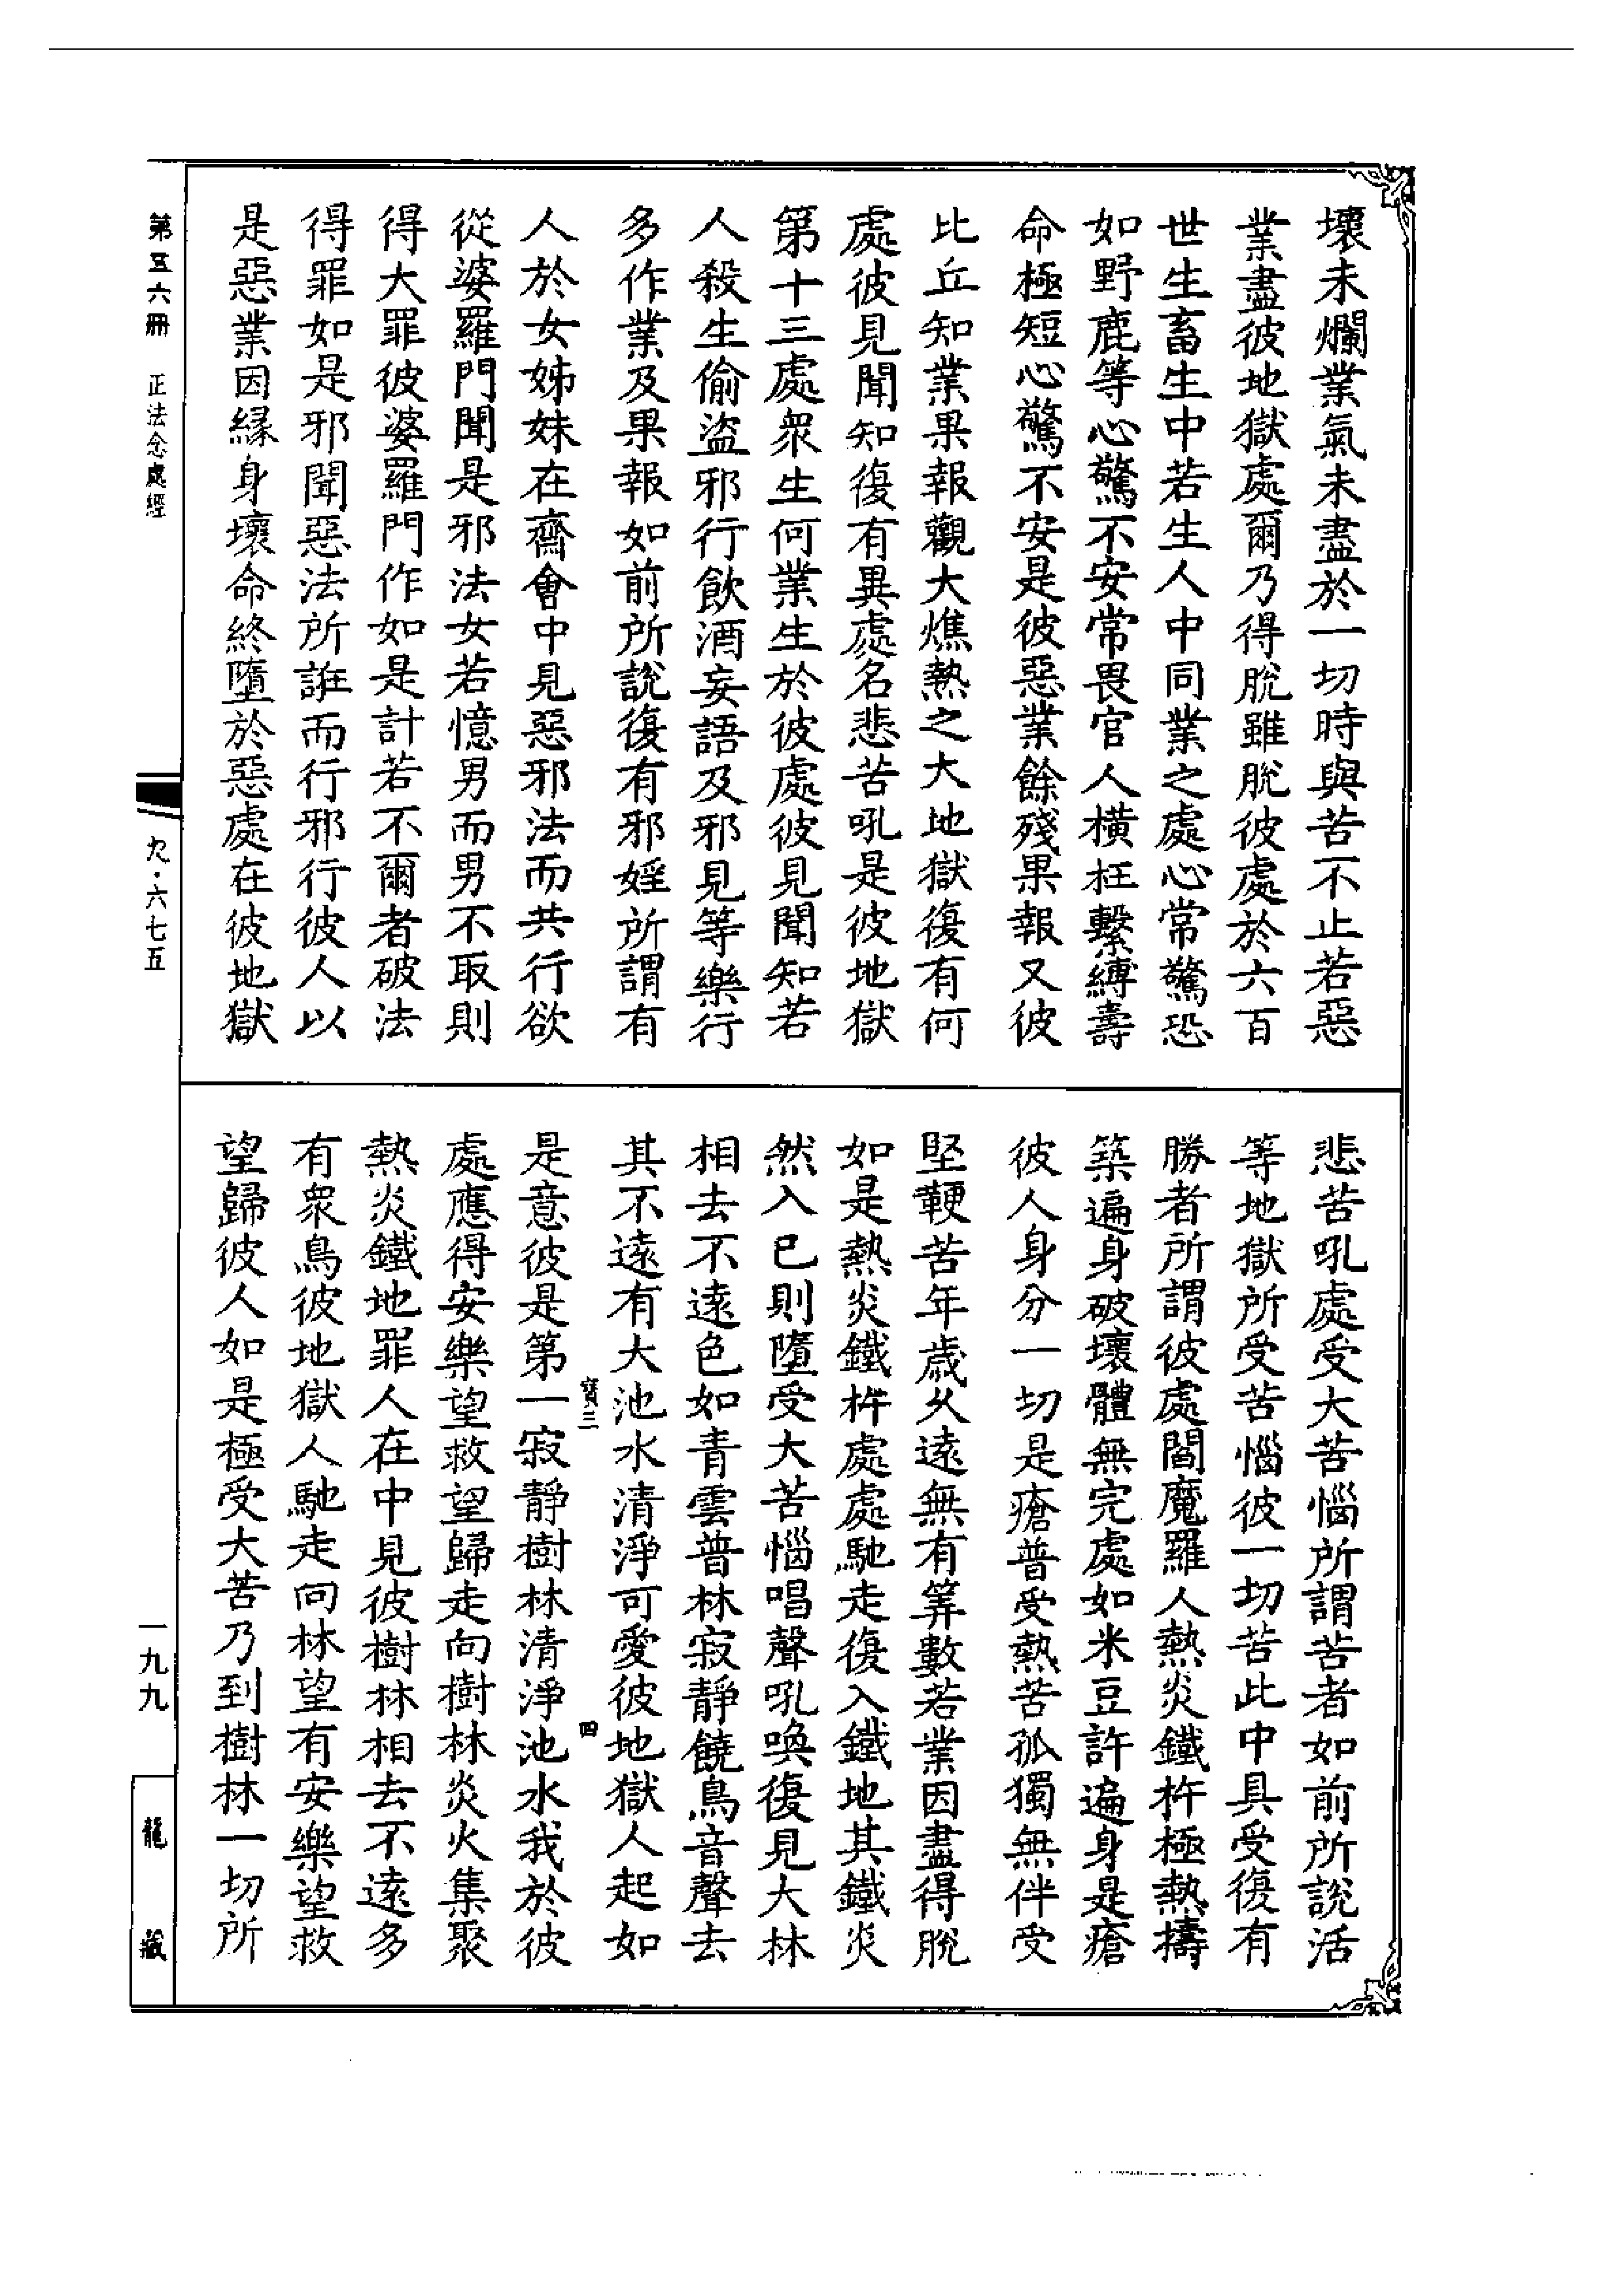 壞未爛業氣未盡於一切時與苦不止若惡
業盡彼地獄處爾乃得脫雖脫彼處於六百
世生畜生中若生人中同業之處心常驚恐
如野鹿等心驚不安常畏官人橫枉繫縛壽
命極短心驚不安是彼惡業餘殘果報又彼
比丘知業果報觀大燋熱之大地獄復有何
處彼見聞知復有異處名悲苦吼是彼地獄
第十三處眾生何業生於彼處彼見聞知若
人殺生偷盜邪行飲酒妄語及邪見等樂行
多作業及果報如前所說復有邪婬所謂有
人於女姊妹在齋會中見惡邪法而共行欲
從婆羅門聞是邪法女若憶男而男不取則
得大罪彼婆羅門作如是計若不爾者破法
得罪如是邪聞惡法所誑而行邪行彼人以
是惡業因緣身壞命終墮於惡處在彼地獄
悲苦吼處受大苦惱所謂苦者如前所說活
等地獄所受苦惱彼一切苦此中具受復有
勝者所謂彼處閻魔羅人熱炎鐵杵極熱擣
築遍身破壞體無完處如米豆許遍身是瘡
彼人身分一切是瘡普受熱苦孤獨無伴受
堅鞕苦年歲久遠無有筭數若業因盡得脫
如是熱炎鐵杵處處馳走復入鐵地其鐵炎
然入已則墮受大苦惱唱聲吼喚復見大林
相去不遠色如青雲普林寂靜饒鳥音聲去
其不遠有大池水清淨可愛彼地獄人起如
寶三 四
是意彼是第一寂靜樹林清淨池水我於彼
處應得安樂望救望歸走向樹林炎火集聚
熱炎鐵地罪人在中見彼樹林相去不遠多
有眾鳥彼地獄人馳走向林望有安樂望救
望歸彼人如是極受大苦乃到樹林一切所
第五六冊 正法念處經
九·六七五
一九九
龍藏